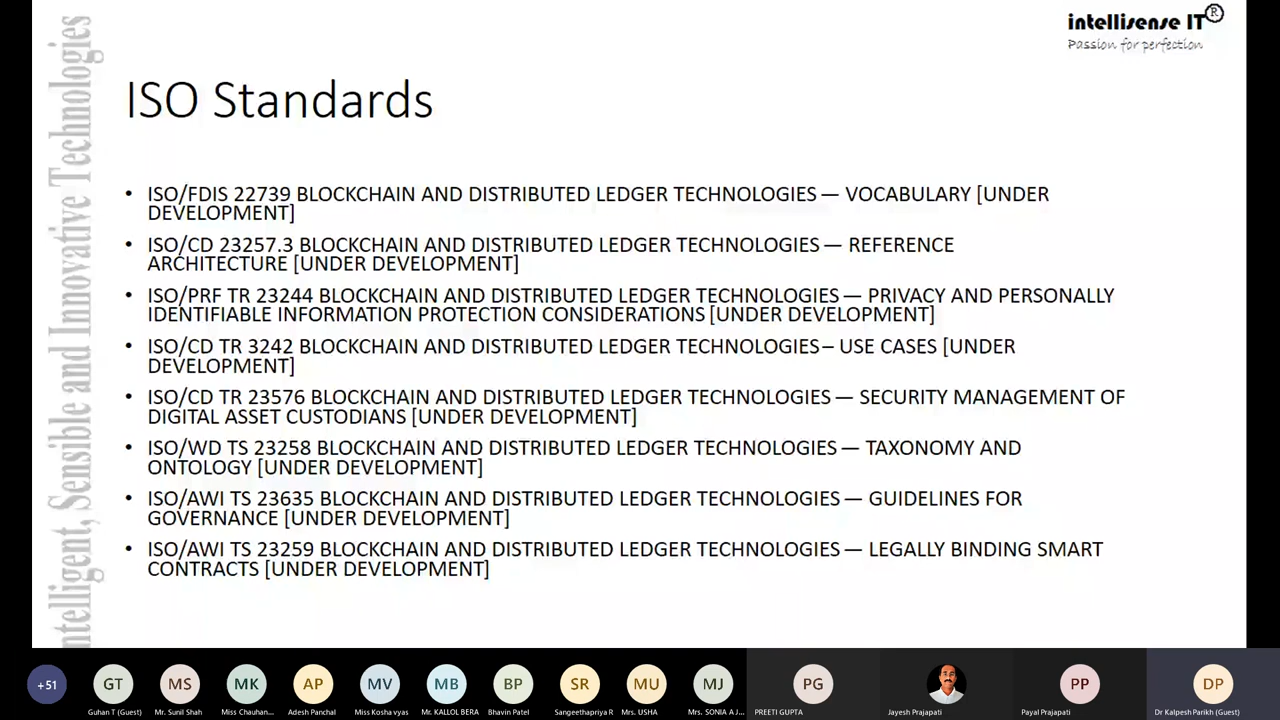 intellisense IT®
Passion for perfection
ntelligent, Sensible and Innovative Technologies
ISO Standards
• ISO/FDIS 22739 BLOCKCHAIN AND DISTRIBUTED LEDGER TECHNOLOGIES — VOCABULARY [UNDER
DEVELOPMENT]
• ISO/CD 23257.3 BLOCKCHAIN AND DISTRIBUTED LEDGER TECHNOLOGIES — REFERENCE
ARCHITECTURE [UNDER DEVELOPMENT]
• ISO/PRF TR 23244 BLOCKCHAIN AND DISTRIBUTED LEDGER TECHNOLOGIES — PRIVACY AND PERSONALLY
IDENTIFIABLE INFORMATION PROTECTION CONSIDERATIONS [UNDER DEVELOPMENT]
• ISO/CD TR 3242 BLOCKCHAIN AND DISTRIBUTED LEDGER TECHNOLOGIES – USE CASES [UNDER
DEVELOPMENT]
• ISO/CD TR 23576 BLOCKCHAIN AND DISTRIBUTED LEDGER TECHNOLOGIES — SECURITY MANAGEMENT OF
DIGITAL ASSET CUSTODIANS [UNDER DEVELOPMENT]
• ISO/WD TS 23258 BLOCKCHAIN AND DISTRIBUTED LEDGER TECHNOLOGIES — TAXONOMY AND
ONTOLOGY [UNDER DEVELOPMENT]
• ISO/AWI TS 23635 BLOCKCHAIN AND DISTRIBUTED LEDGER TECHNOLOGIES — GUIDELINES FOR
GOVERNANCE [UNDER DEVELOPMENT]
• ISO/AWI TS 23259 BLOCKCHAIN AND DISTRIBUTED LEDGER TECHNOLOGIES — LEGALLY BINDING SMART
CONTRACTS [UNDER DEVELOPMENT]
+51 GT MS MK AP MV MB BP SR MU MJ PG PP DP
Guhan T (Guest) Mr. Sunil Shah Miss Chauhan... Adesh Panchal Miss Kosha vyas Mr. KALLOL BERA Bhavin Patel Sangeethapriya R Mrs. USHA Mrs. SONIA A J... PREETI GUPTA Jayesh Prajapati Payal Prajapati Dr Kalpesh Parikh (Guest)